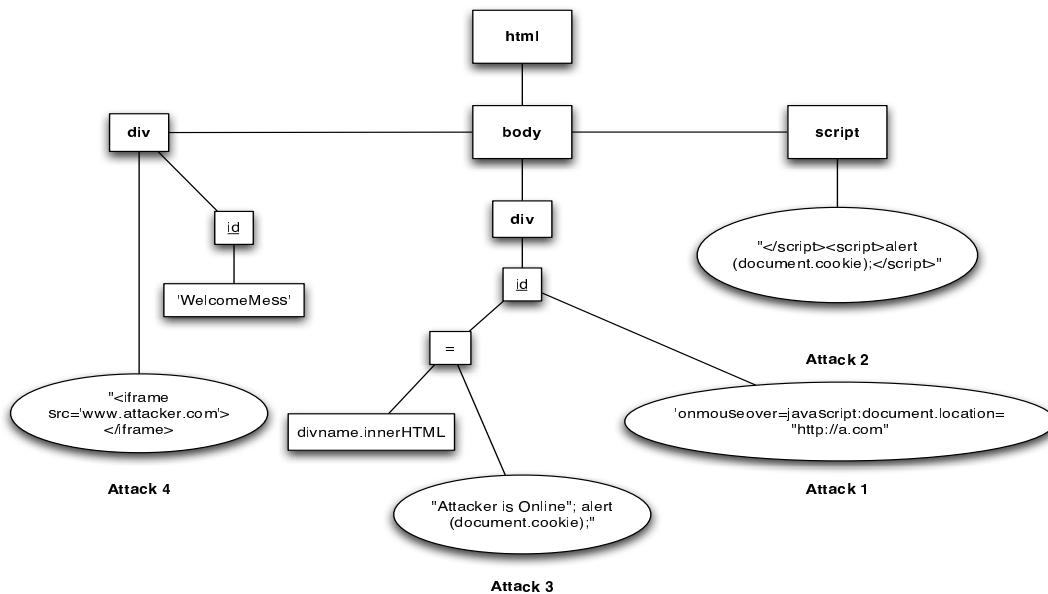 html
div
body
script
div
id
"</script><script>alert
(document.cookie);</script>"
id
'WelcomeMess'
=
Attack 2
"<iframe
src='www.attacker.com'>
</iframe>
'onmouseover=javascript:document.location=
"http://a.com"
divname.innerHTML
Attack 4
Attack 1
"Attacker is Online"; alert
(document.cookie);"
Attack 3